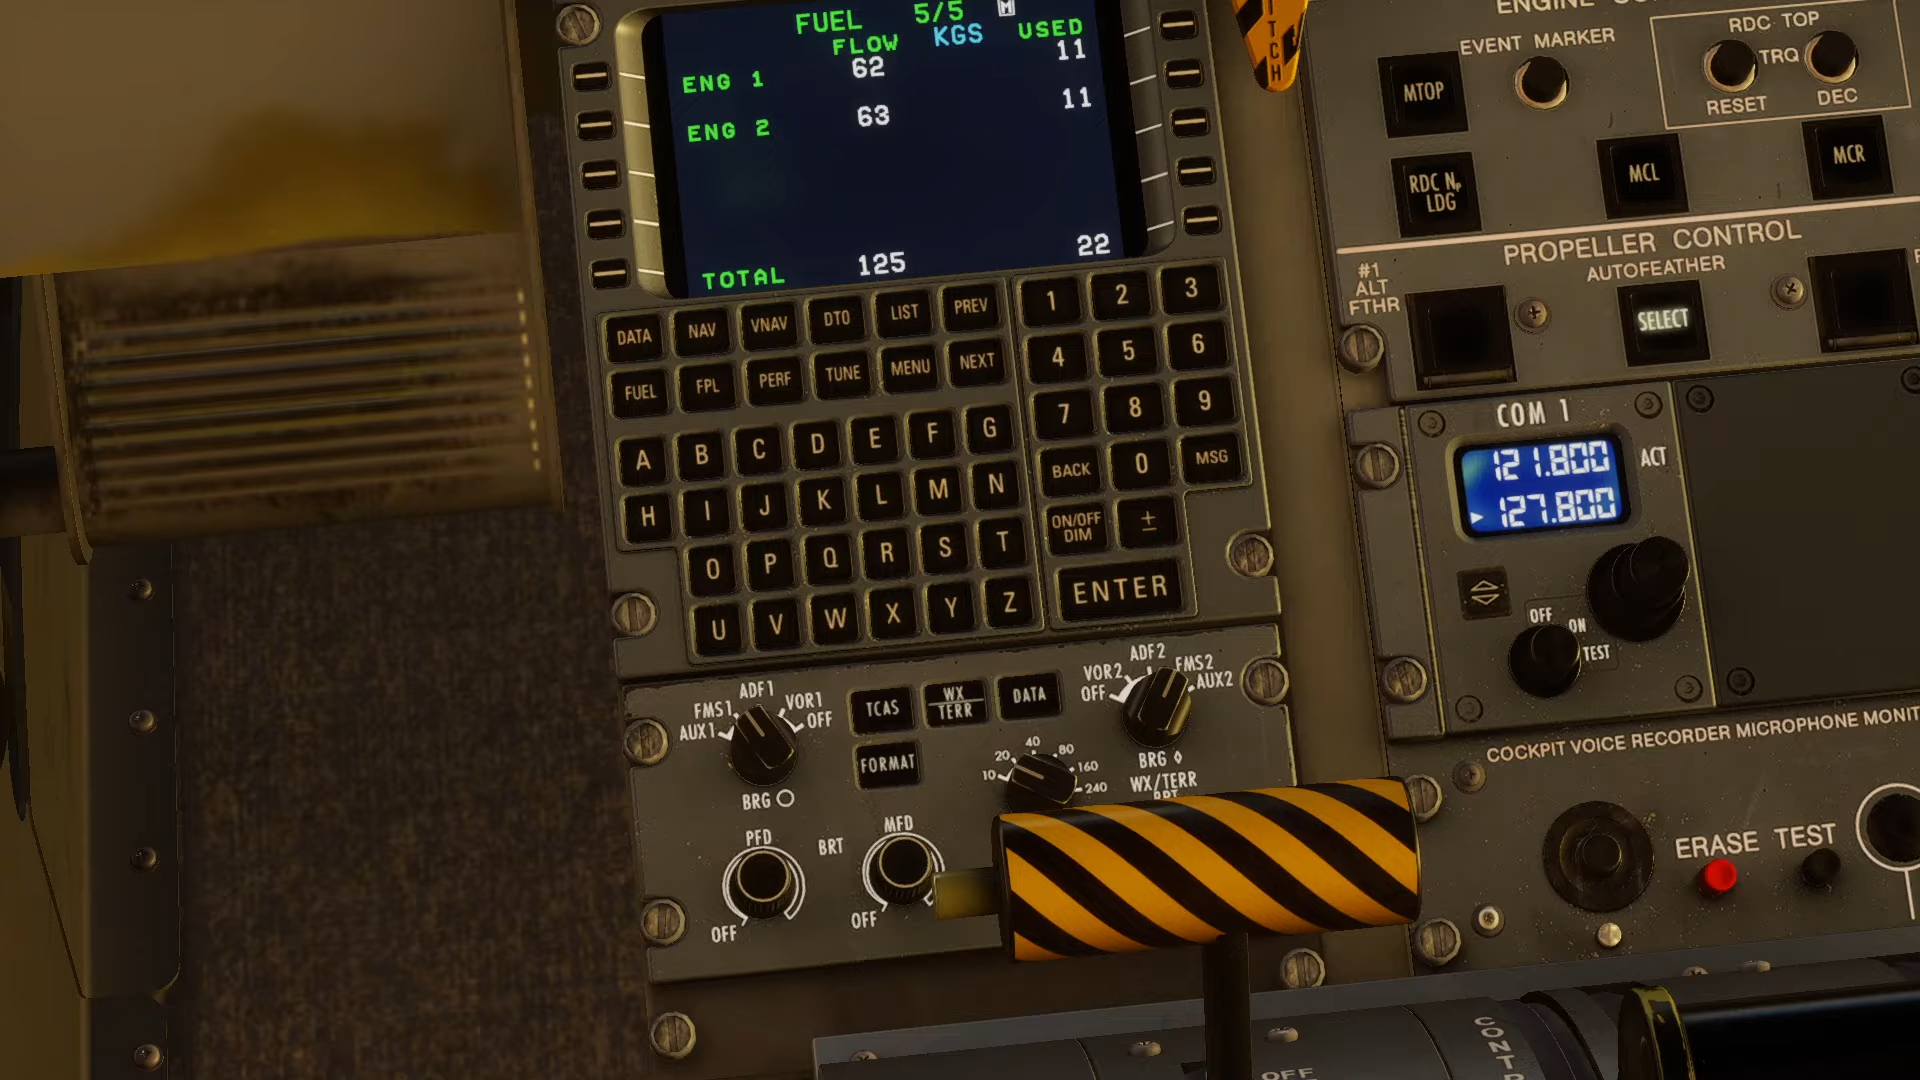 FUEL 5/5 M
FLOW KGS USED
ENG 1 62 11
ENG 2 63 11
TOTAL 125 22
DATA NAV VNAV DTO LIST PREV
FUEL FPL PERF TUNE MENU NEXT
1 2 3
4 5 6
7 8 9
BACK 0 MSG
ON/OFF DIM ±
ENTER
A B C D E F G
H I J K L M N
O P Q R S T
U V W X Y Z
AUX1 FMS1 ADF1 VOR1 OFF
BRG
TCAS WX/TERR DATA
FORMAT
OFF VOR2 ADF2 FMS2 AUX2
BRG
10 20 40 80 160 240
WX/TERR
BRT
PFD BRT MFD
OFF OFF
ITCH
EVENT MARKER
RDC TOP
TRQ
RESET DEC
MTOP
RDC Np LDG
MCL
MCR
PROPELLER CONTROL
#1
ALT
FTHR
AUTOFEATHER
SELECT
COM 1
121.800 ACT
127.800
OFF
ON
TEST
COCKPIT VOICE RECORDER MICROPHONE MONIT
ERASE TEST
OFF
CONTR